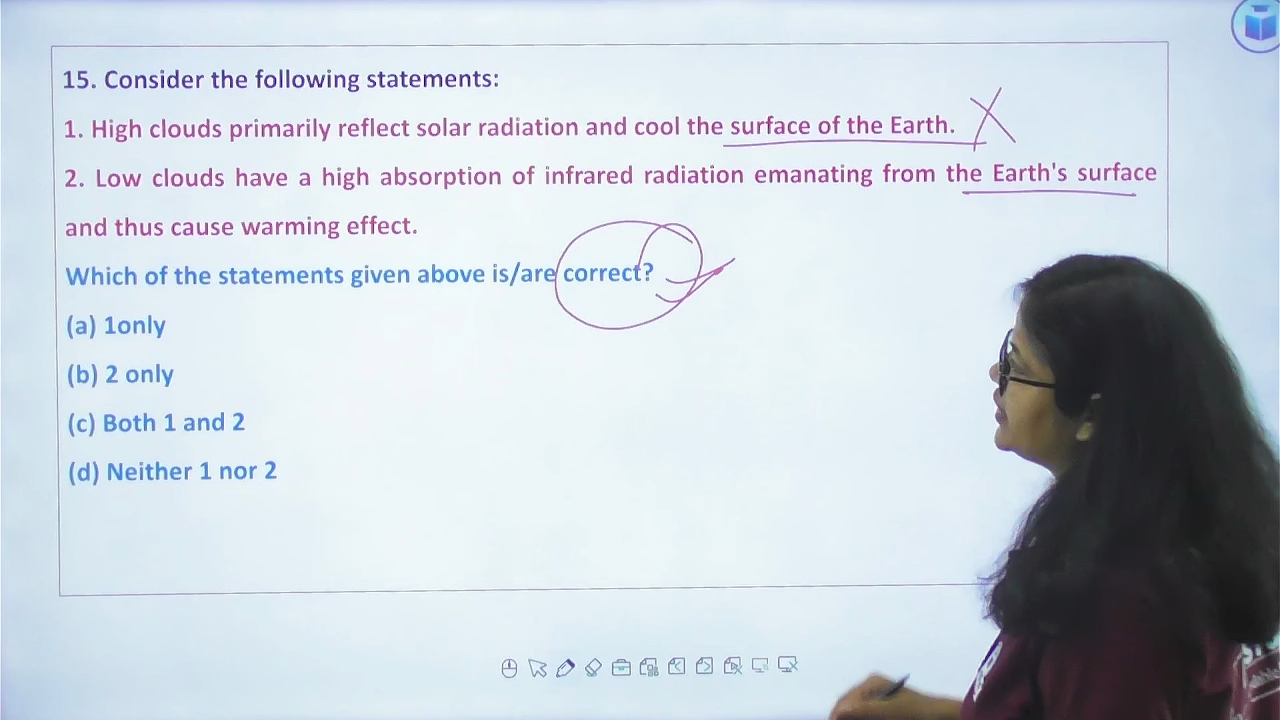 15. Consider the following statements:
1. High clouds primarily reflect solar radiation and cool the surface of the Earth.
2. Low clouds have a high absorption of infrared radiation emanating from the Earth's surface
and thus cause warming effect.
Which of the statements given above is/are correct?
(a) 1only
(b) 2 only
(c) Both 1 and 2
(d) Neither 1 nor 2